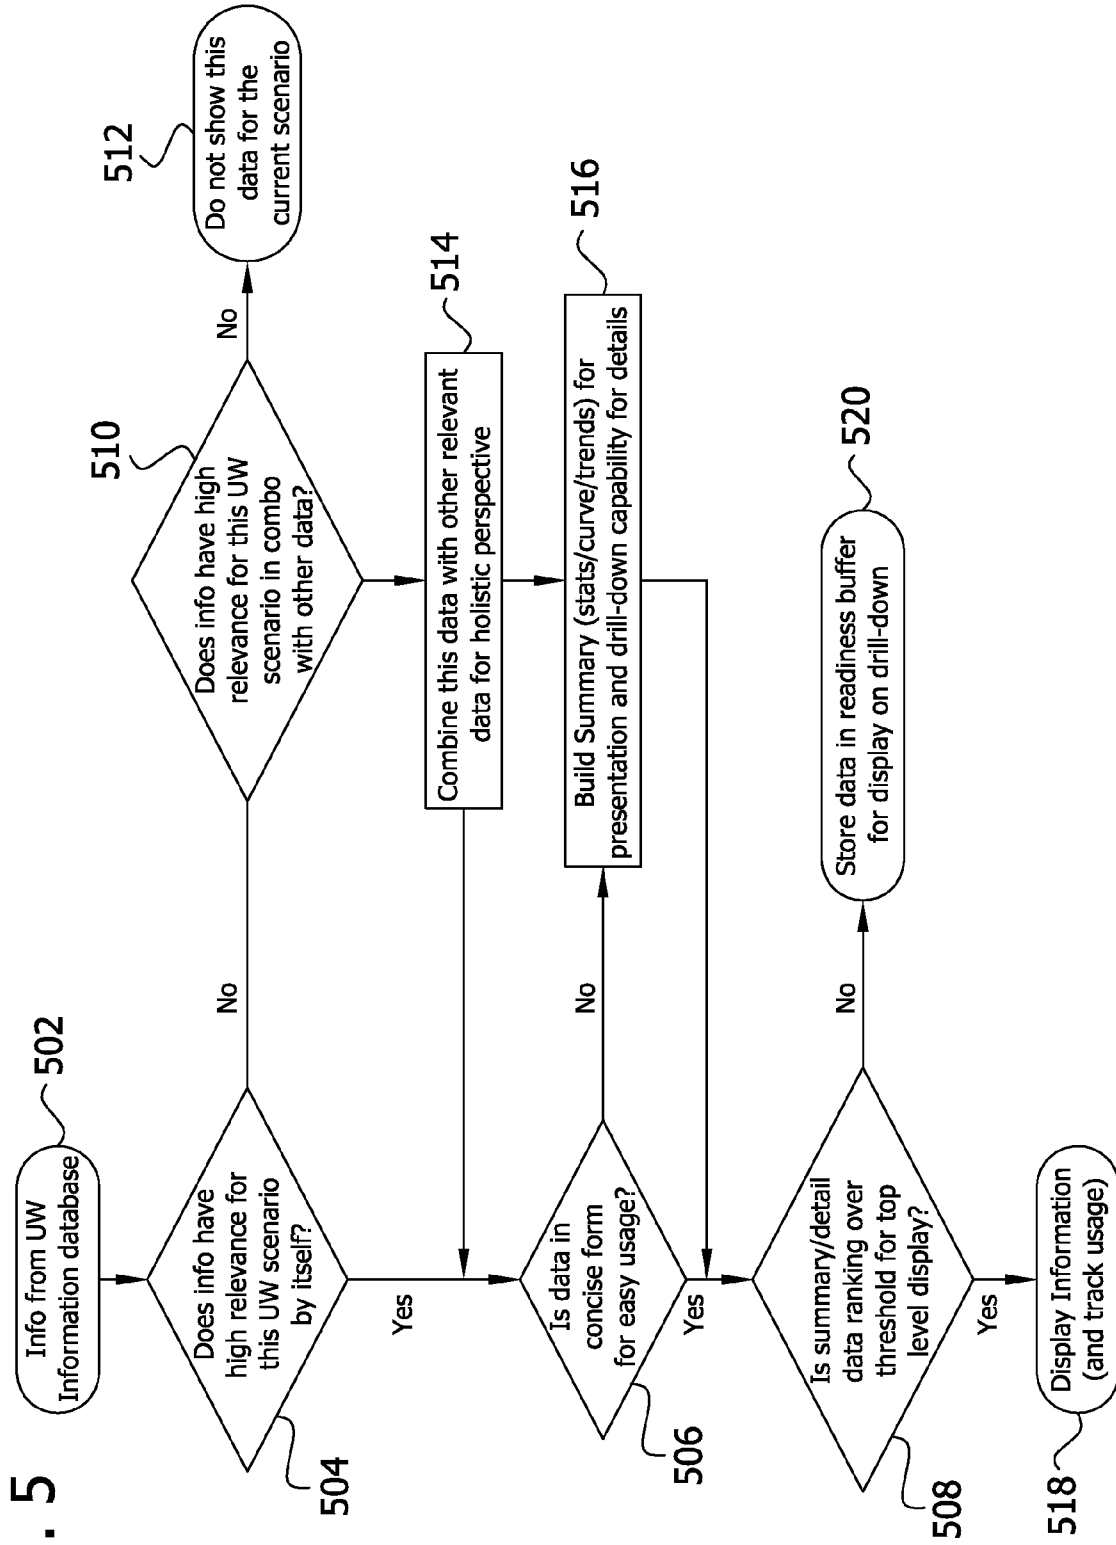 . 5
Info from UW
Information database
502
Does info have
high relevance for
this UW scenario
by itself?
504
No
Yes
Does info have high
relevance for this UW
scenario in combo
with other data?
510
No
Do not show this
data for the
current scenario
512
Combine this data with other relevant
data for holistic perspective
514
Is data in
concise form
for easy usage?
506
No
Yes
Build Summary (stats/curve/trends) for
presentation and drill-down capability for details
516
Is summary/detail
data ranking over
threshold for top
level display?
508
No
Yes
Store data in readiness buffer
for display on drill-down
520
Display Information
(and track usage)
518